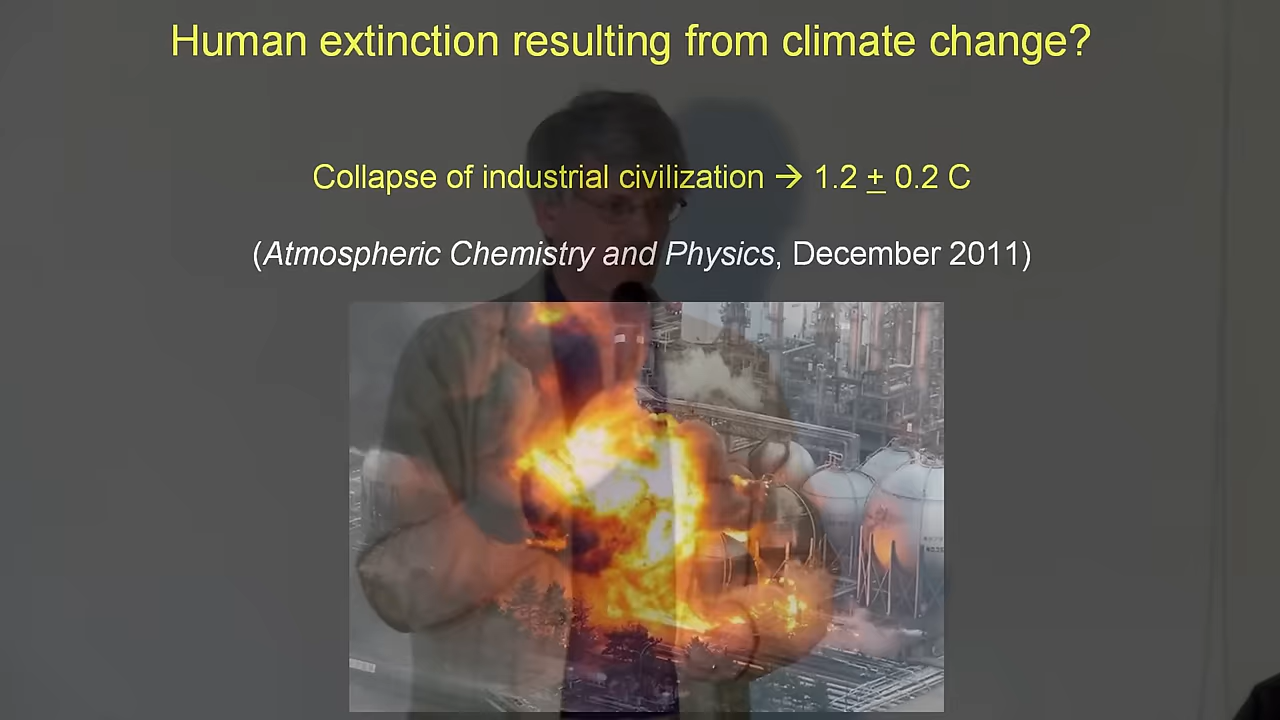 Human extinction resulting from climate change?
Collapse of industrial civilization → 1.2 ± 0.2 C
(Atmospheric Chemistry and Physics, December 2011)